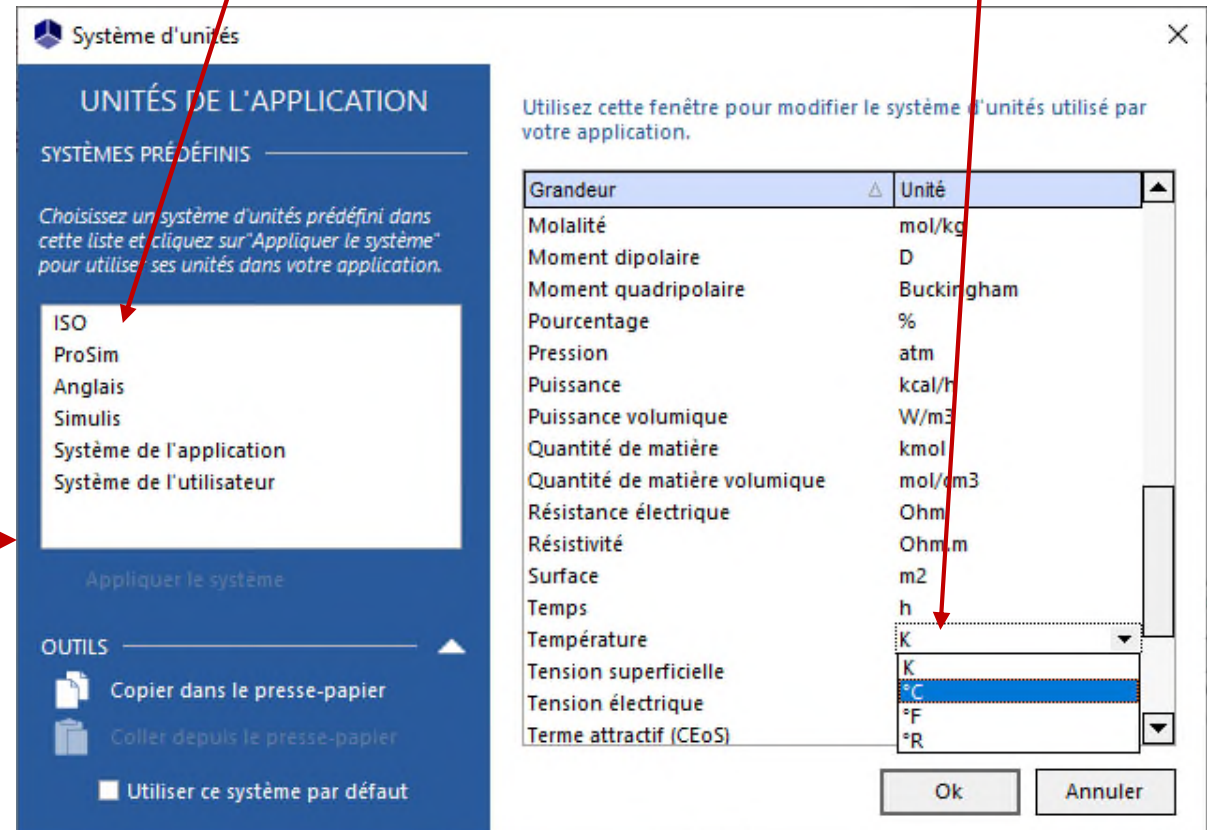 Système d'unités
UNITÉS DE L'APPLICATION
SYSTÈMES PRÉDÉFINIS
Choisissez un système d'unités prédéfini dans
cette liste et cliquez sur"Appliquer le système"
pour utiliser ses unités dans votre application.
ISO
ProSim
Anglais
Simulis
Système de l'application
Système de l'utilisateur
Appliquer le système
OUTILS
Copier dans le presse-papier
Coller depuis le presse-papier
Utiliser ce système par défaut
Utilisez cette fenêtre pour modifier le système d'unités utilisé par
votre application.
Grandeur Unité
Molalité mol/kg
Moment dipolaire D
Moment quadripolaire Buckingham
Pourcentage %
Pression atm
Puissance kcal/h
Puissance volumique W/m3
Quantité de matière kmol
Quantité de matière volumique mol/cm3
Résistance électrique Ohm
Résistivité Ohm.m
Surface m2
Temps h
Température K
Tension superficielle K
Tension électrique °C
°F
Terme attractif (CEoS) °R
Ok Annuler